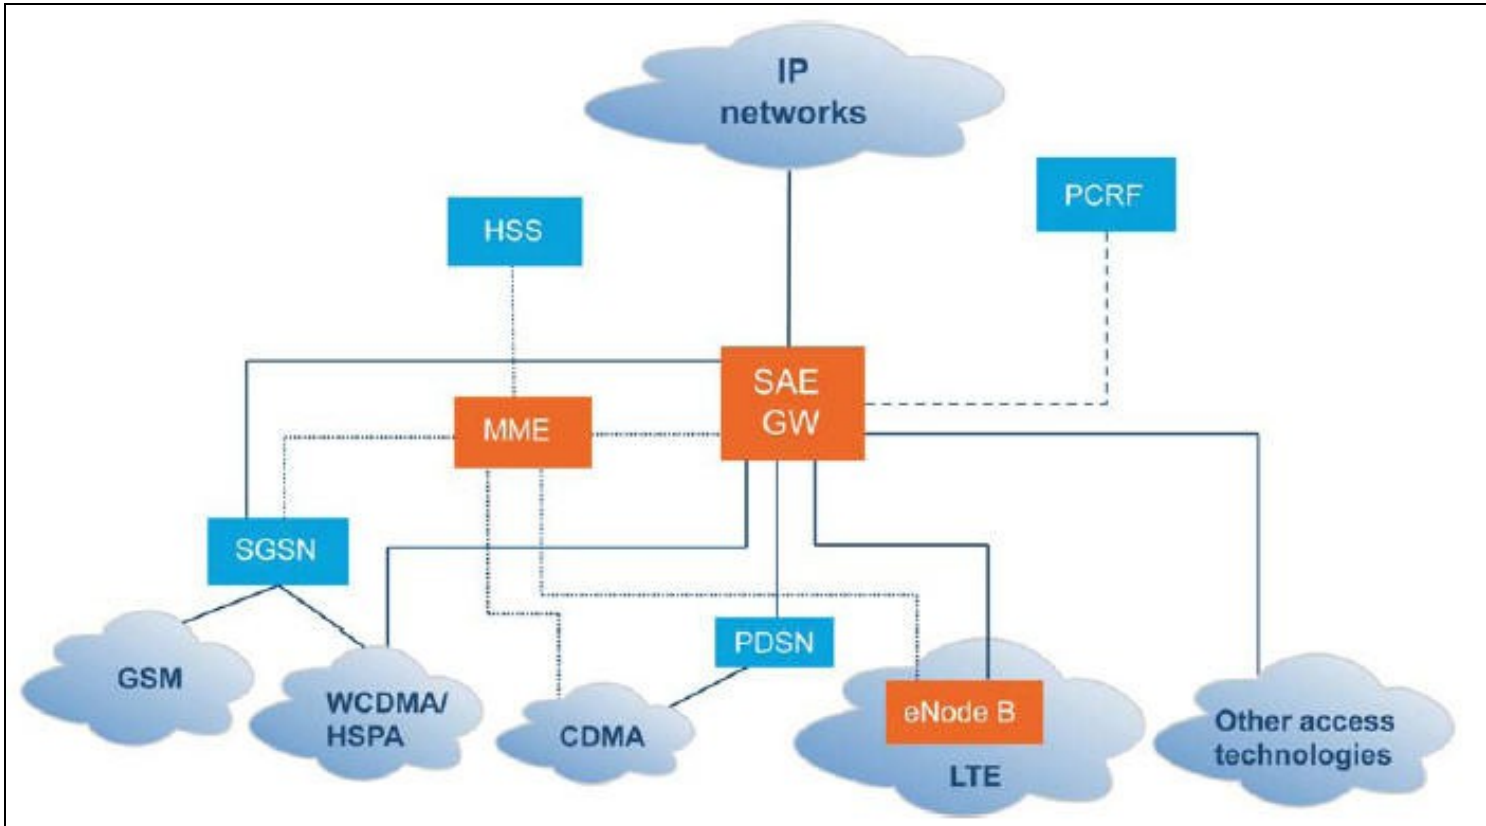 IP
networks
PCRF
HSS
SAE
GW
MME
SGSN
PDSN
GSM
WCDMA/
HSPA
CDMA
eNode B
LTE
Other access
technologies